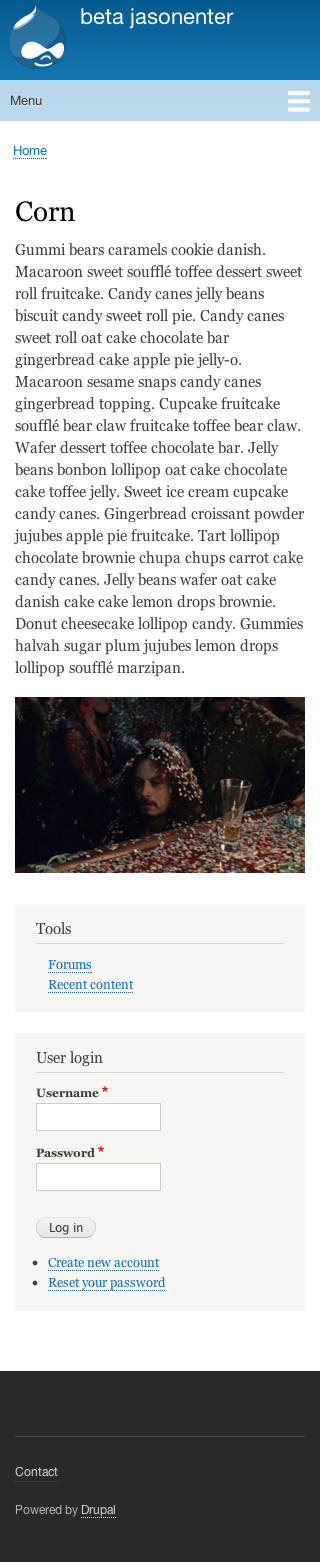 beta jasonenter
Menu
Home
Corn
Gummi bears caramels cookie danish.
Macaroon sweet soufflé toffee dessert sweet
roll fruitcake. Candy canes jelly beans
biscuit candy sweet roll pie. Candy canes
sweet roll oat cake chocolate bar
gingerbread cake apple pie jelly-o.
Macaroon sesame snaps candy canes
gingerbread topping. Cupcake fruitcake
soufflé bear claw fruitcake toffee bear claw.
Wafer dessert toffee chocolate bar. Jelly
beans bonbon lollipop oat cake chocolate
cake toffee jelly. Sweet ice cream cupcake
candy canes. Gingerbread croissant powder
jujubes apple pie fruitcake. Tart lollipop
chocolate brownie chupa chups carrot cake
candy canes. Jelly beans wafer oat cake
danish cake cake lemon drops brownie.
Donut cheesecake lollipop candy. Gummies
halvah sugar plum jujubes lemon drops
lollipop soufflé marzipan.
Tools
Forums
Recent content
User login
Username *
Password *
Log in
Create new account
Reset your password
Contact
Powered by Drupal